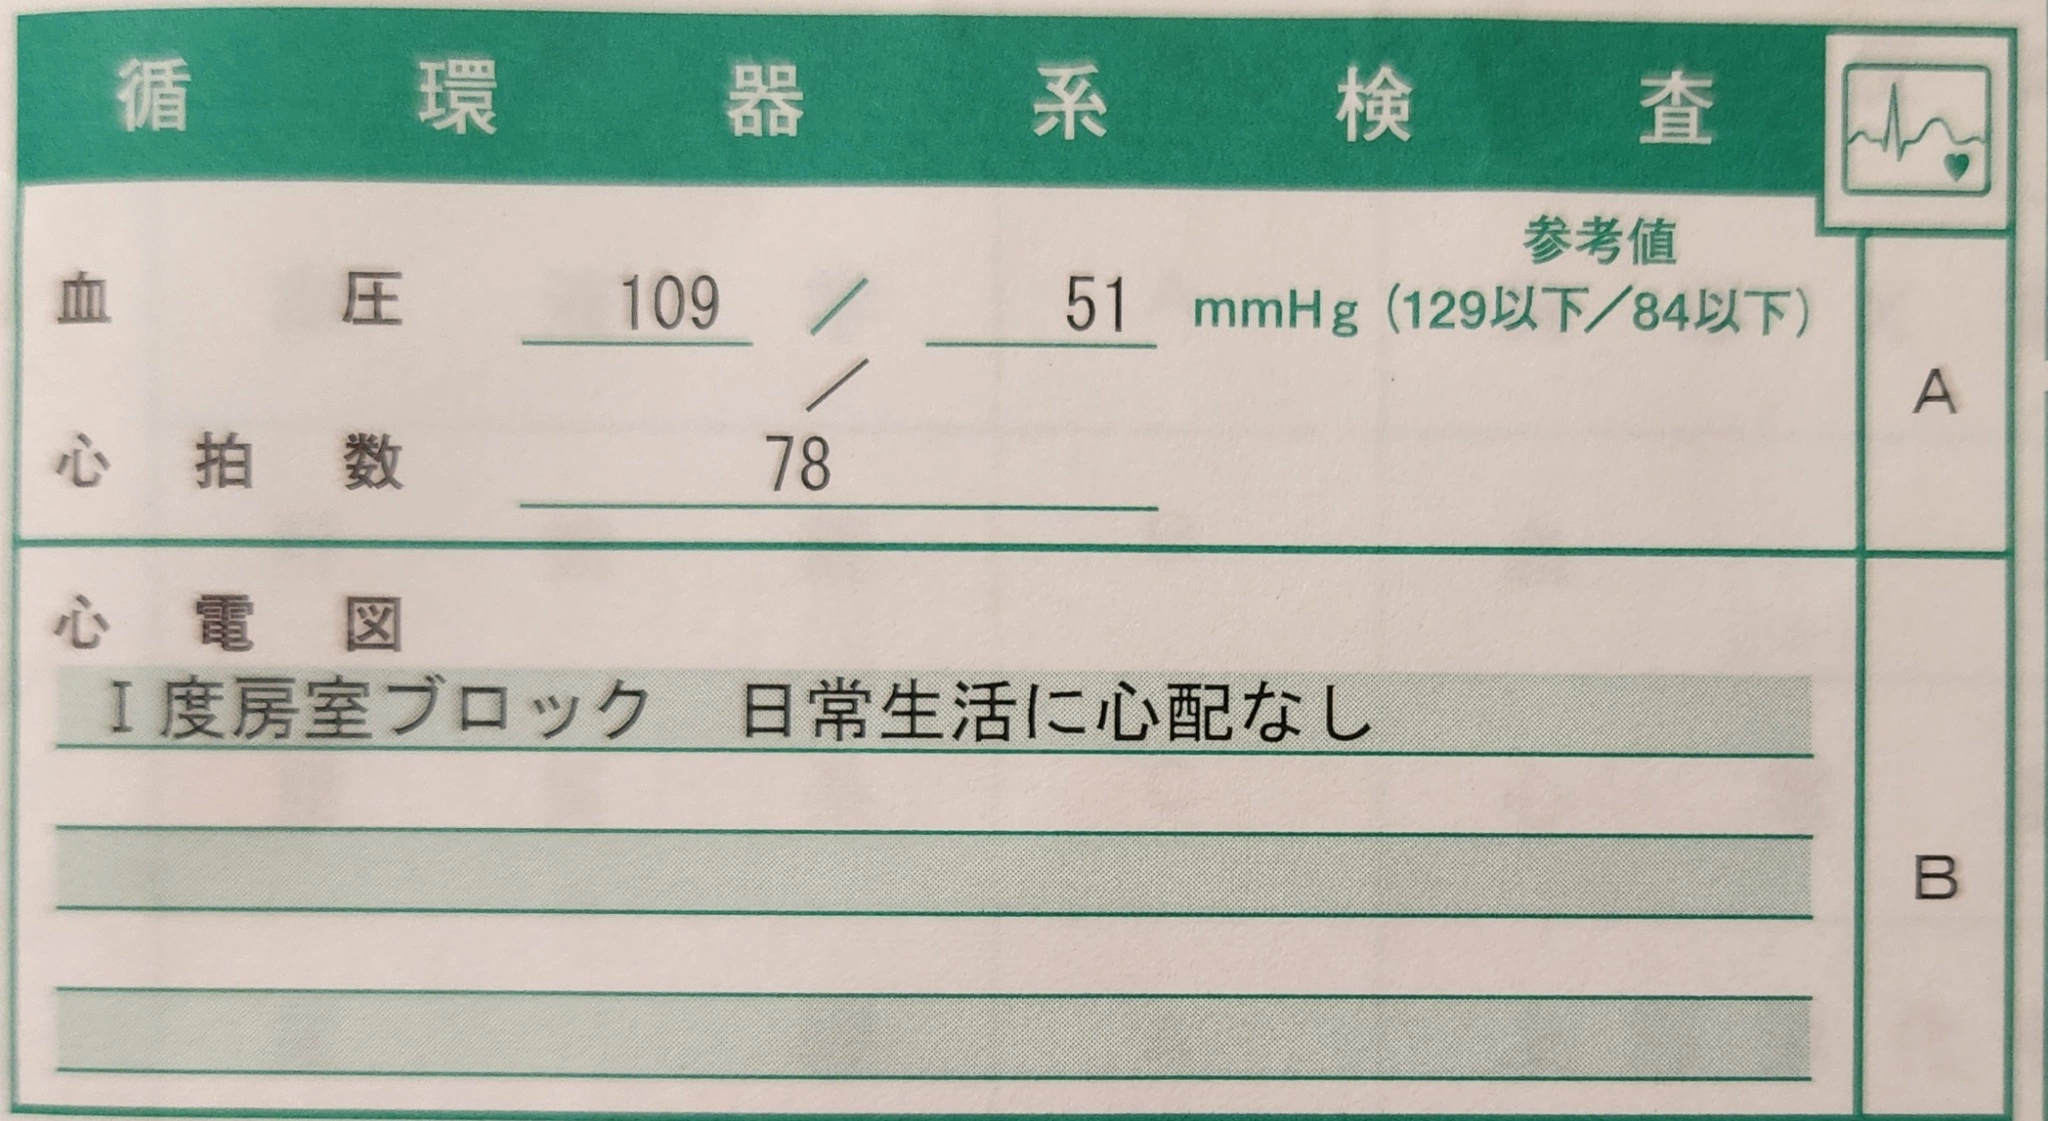 循環器系検査
参考値
血圧 109 / 51 mmHg (129以下/84以下)
/
心拍数 78
A
心電図
Ⅰ度房室ブロック 日常生活に心配なし
B